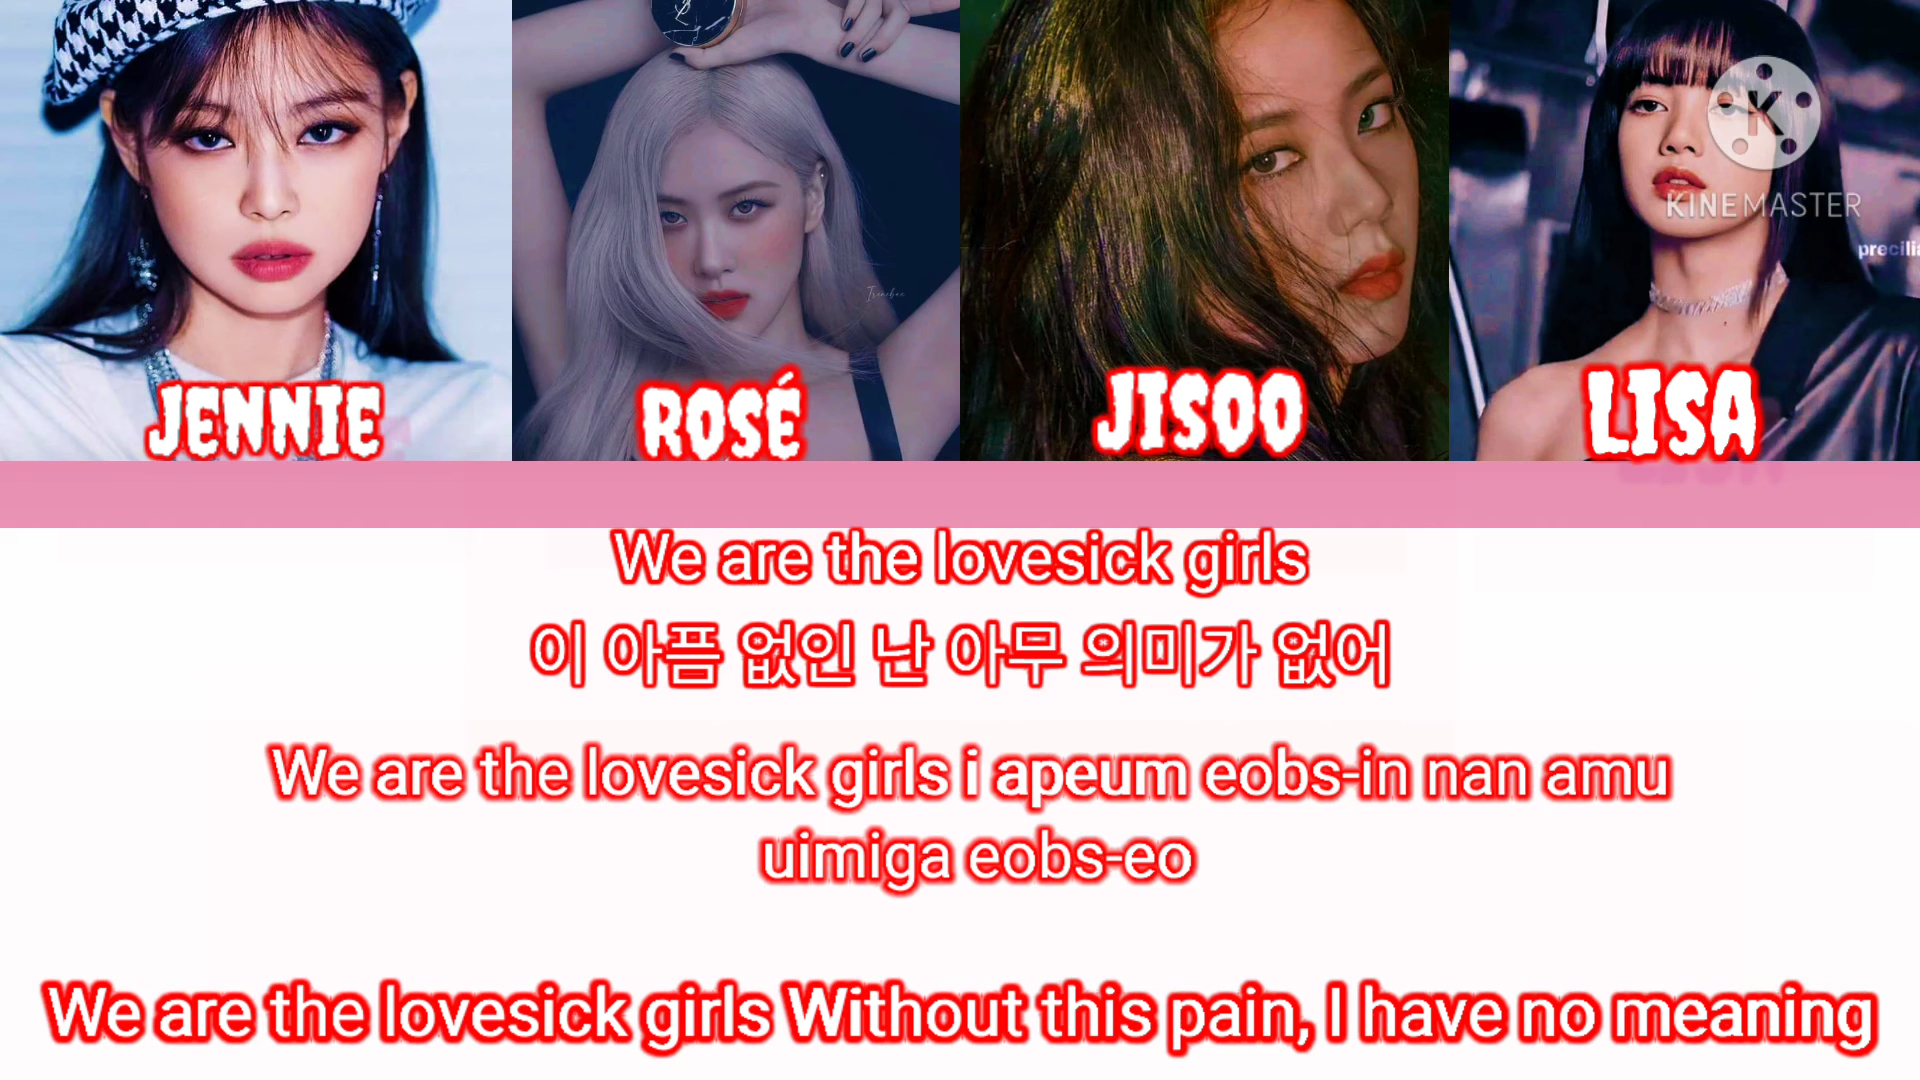 K
KINEMASTER
precilia
JENNIE
ROSÉ
JISOO
LISA
We are the lovesick girls
이 아픔 없인 난 아무 의미가 없어
We are the lovesick girls i apeum eobs-in nan amu
uimiga eobs-eo
We are the lovesick girls Without this pain, I have no meaning